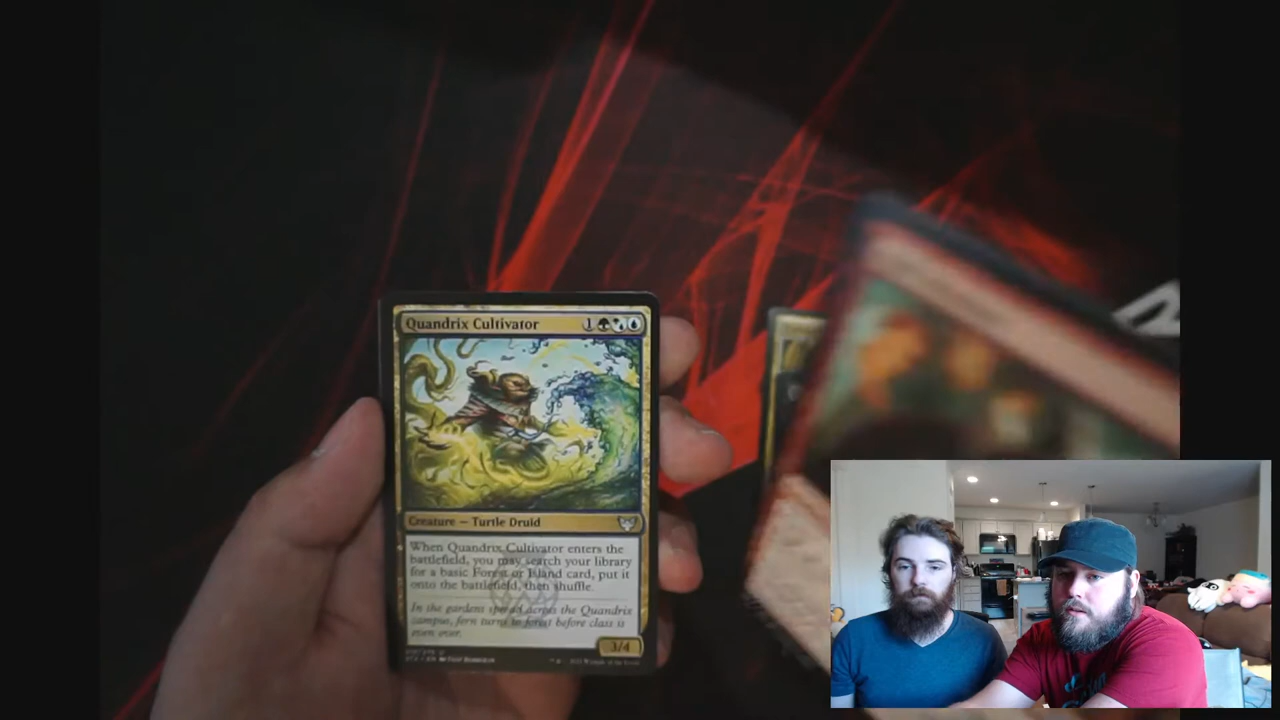 Quandrix Cultivator 1
Creature — Turtle Druid
When Quandrix Cultivator enters the
battlefield, you may search your library
for a basic Forest or Island card, put it
onto the battlefield, then shuffle.
In the gardens spread across the Quandrix
campus, fern turns to forest before class is
even over.
3/4